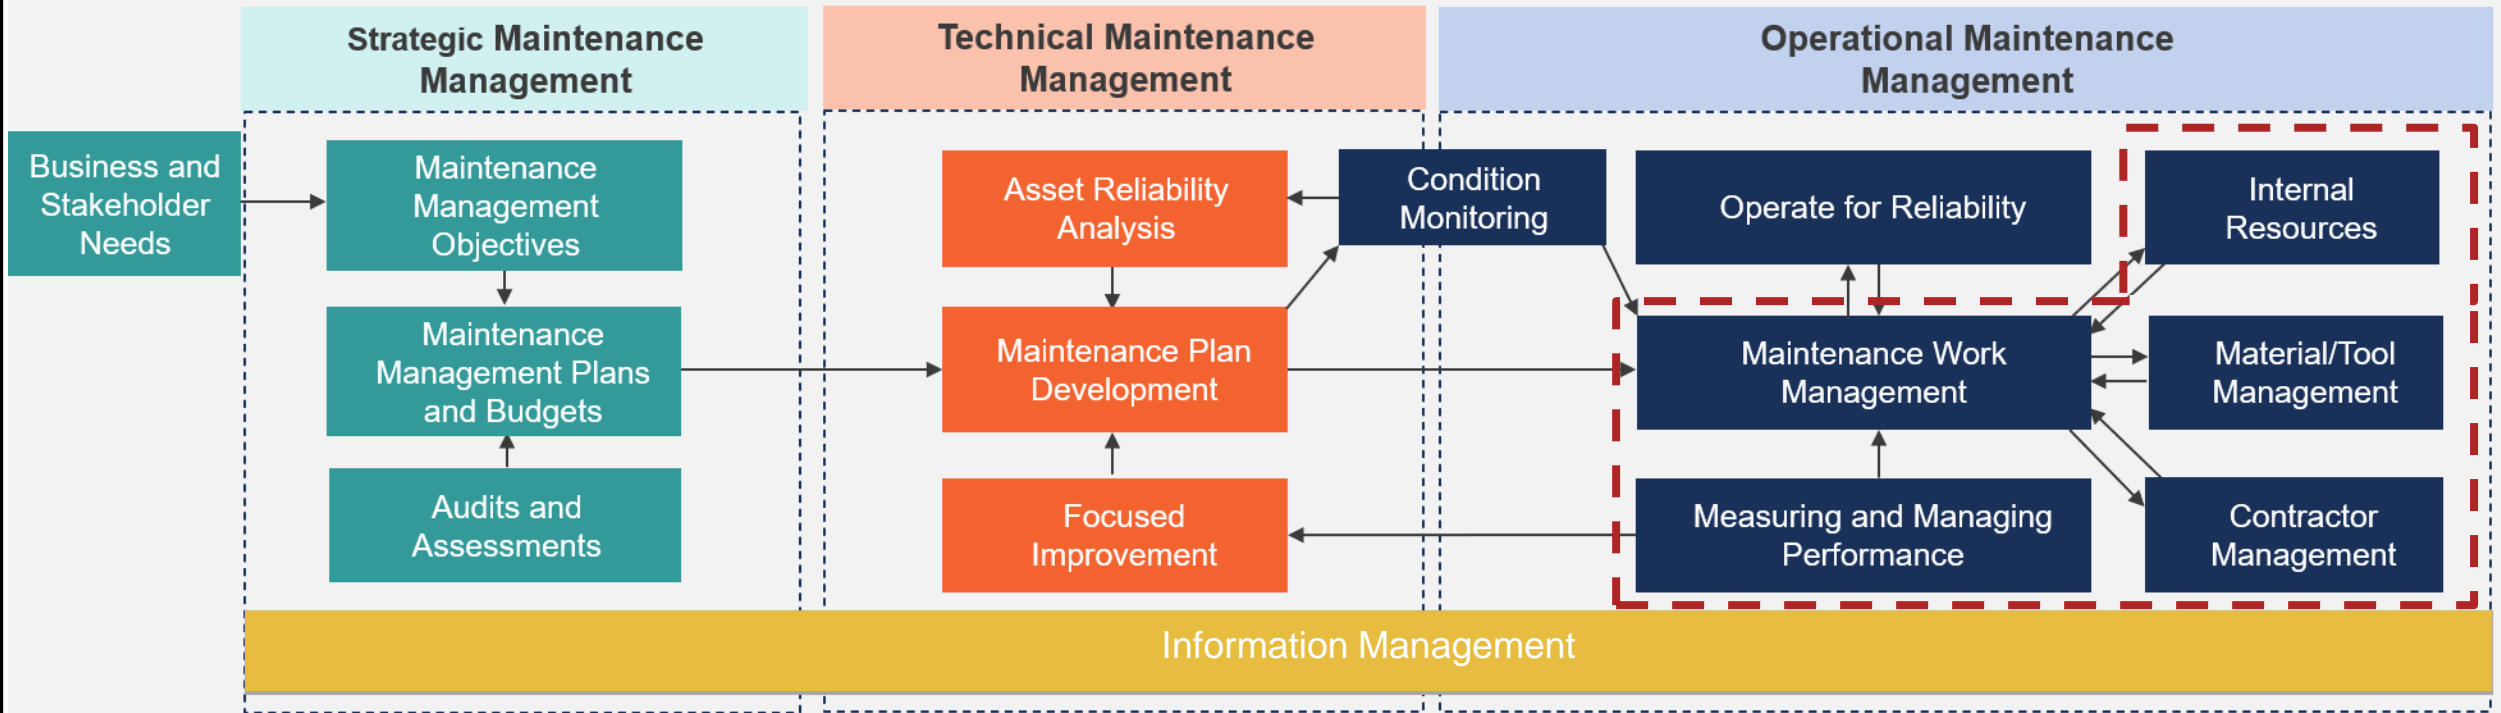 Strategic Maintenance
Management
Technical Maintenance
Management
Operational Maintenance
Management
Business and
Stakeholder
Needs
Maintenance
Management
Objectives
Maintenance
Management Plans
and Budgets
Audits and
Assessments
Asset Reliability
Analysis
Maintenance Plan
Development
Focused
Improvement
Condition
Monitoring
Operate for Reliability
Maintenance Work
Management
Measuring and Managing
Performance
Internal
Resources
Material/Tool
Management
Contractor
Management
Information Management